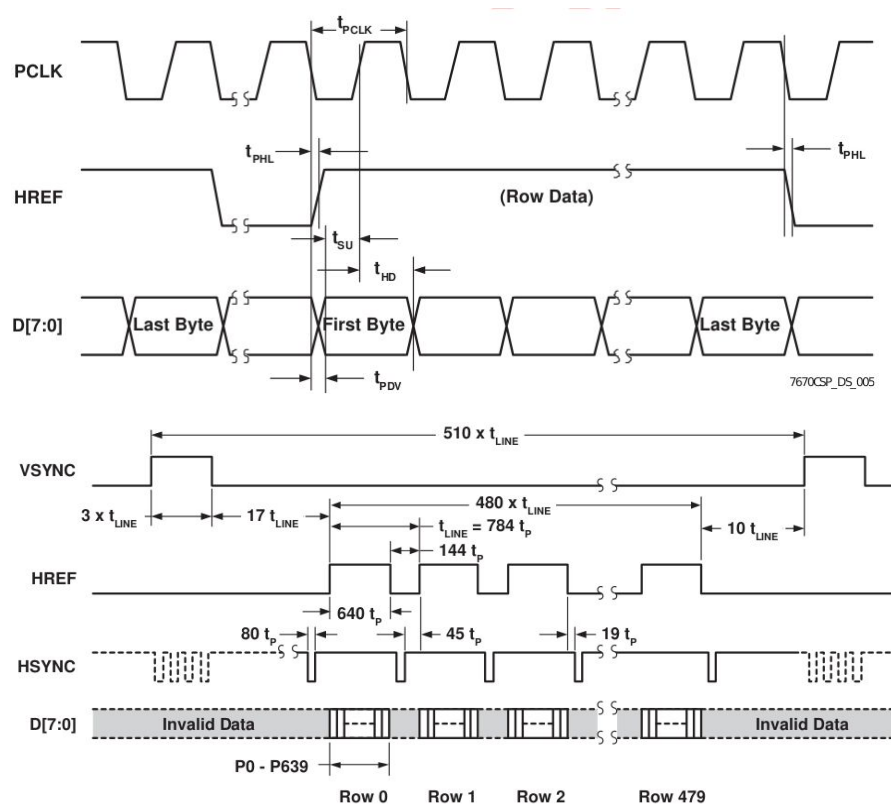 tPCLK
PCLK
tPHL
tPHL
HREF
(Row Data)
tSU
tHD
D[7:0]
Last Byte
First Byte
Last Byte
tPDV
7670CSP_DS_005
510 x tLINE
VSYNC
480 x tLINE
3 x tLINE
17 tLINE
tLINE = 784 tP
10 tLINE
144 tP
HREF
640 tP
80 tP
45 tP
19 tP
HSYNC
D[7:0]
Invalid Data
Invalid Data
P0 - P639
Row 0 Row 1 Row 2 Row 479